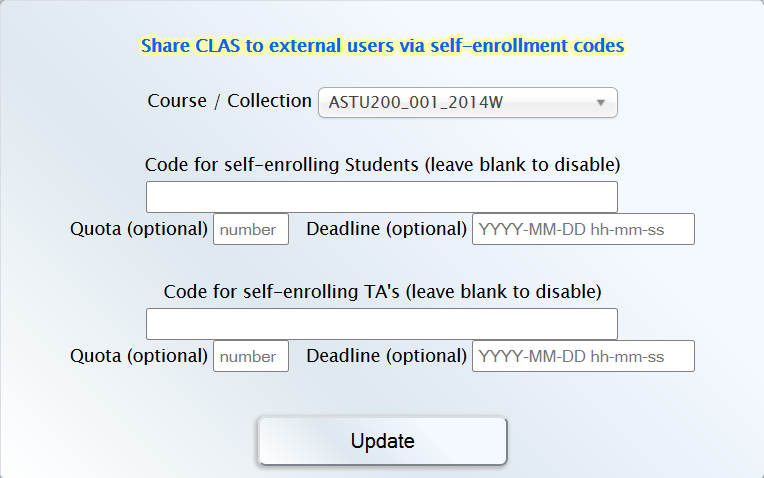 Share CLAS to external users via self-enrollment codes
Course / Collection ASTU200_001_2014W
Code for self-enrolling Students (leave blank to disable)
Quota (optional) number Deadline (optional) YYYY-MM-DD hh-mm-ss
Code for self-enrolling TA's (leave blank to disable)
Quota (optional) number Deadline (optional) YYYY-MM-DD hh-mm-ss
Update